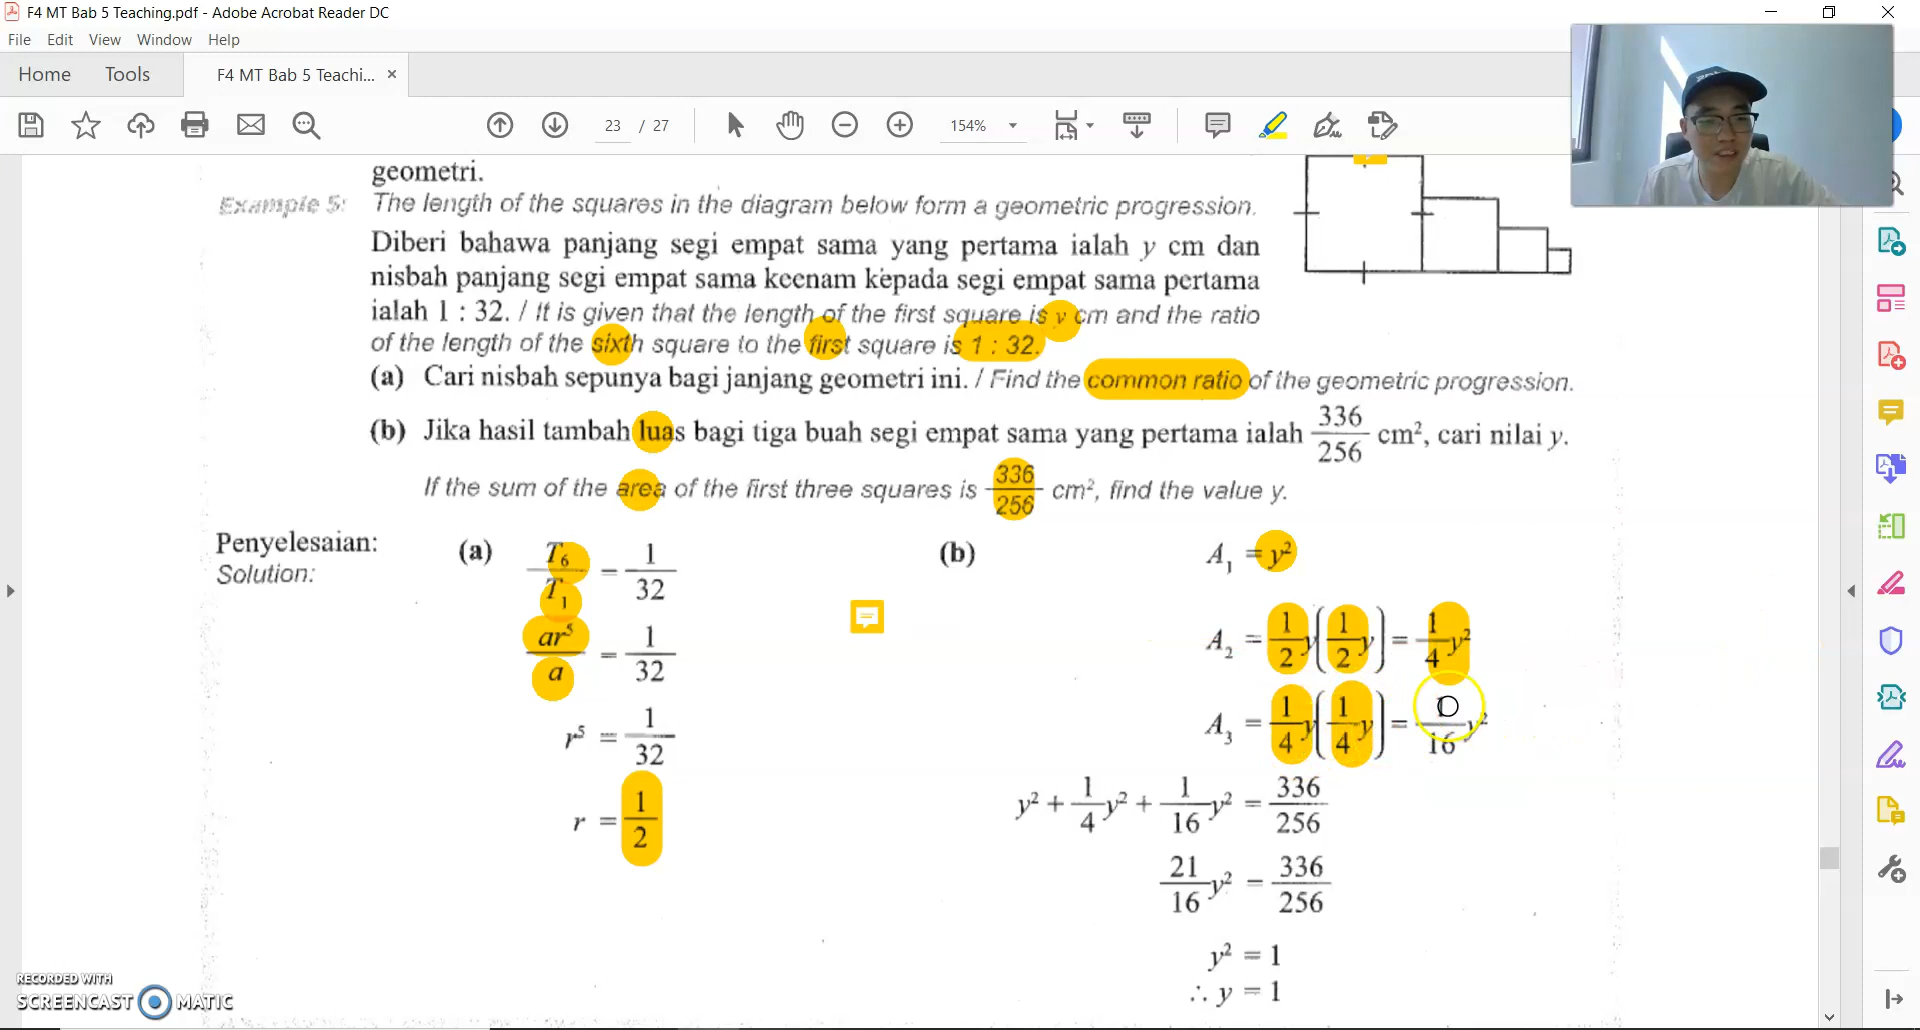 F4 MT Bab 5 Teaching.pdf - Adobe Acrobat Reader DC
File Edit View Window Help
Home Tools F4 MT Bab 5 Teachi... ×
23 / 27 154%
geometri.
Example 5: The length of the squares in the diagram below form a geometric progression.
Diberi bahawa panjang segi empat sama yang pertama ialah y cm dan
nisbah panjang segi empat sama keenam kepada segi empat sama pertama
ialah 1 : 32. / It is given that the length of the first square is y cm and the ratio
of the length of the sixth square to the first square is 1 : 32.
(a) Cari nisbah sepunya bagi janjang geometri ini. / Find the common ratio of the geometric progression.
(b) Jika hasil tambah luas bagi tiga buah segi empat sama yang pertama ialah 336/256 cm², cari nilai y.
If the sum of the area of the first three squares is 336/256 cm², find the value y.
Penyelesaian:
Solution:
(a) T₆/T₁ = 1/32
ar⁵/a = 1/32
r⁵ = 1/32
r = 1/2
(b) A₁ = y²
A₂ = 1/2 y(1/2 y) = 1/4 y²
A₃ = 1/4 y(1/4 y) = /16 y²
y² + 1/4 y² + 1/16 y² = 336/256
21/16 y² = 336/256
y² = 1
∴ y = 1
RECORDED WITH
SCREENCAST MATIC